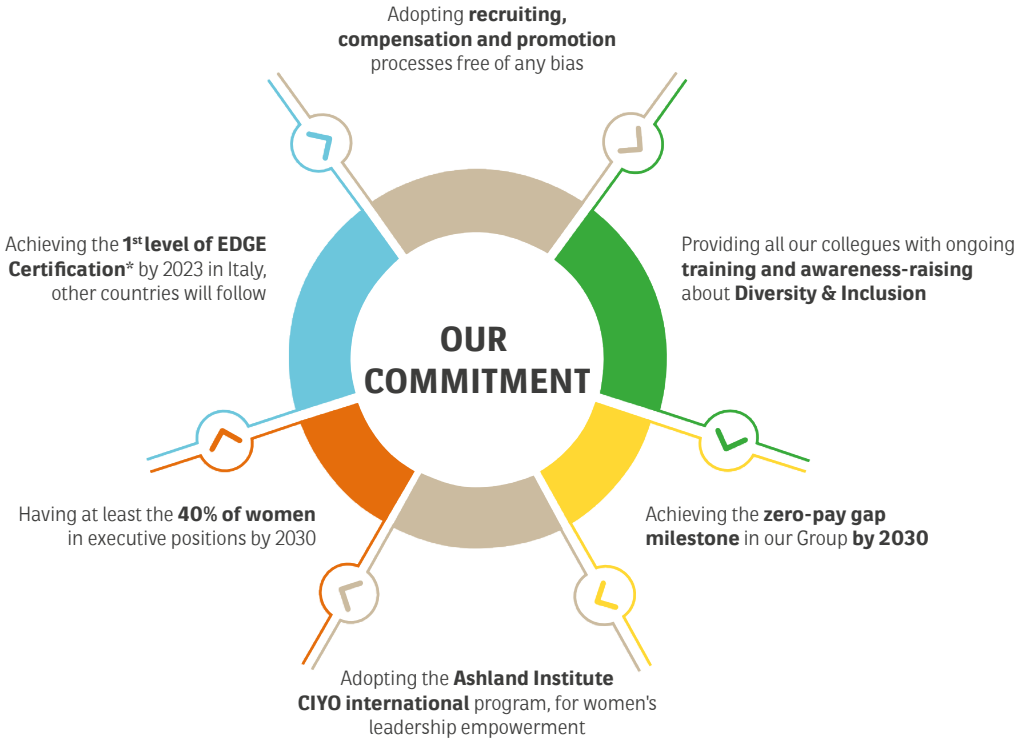 Adopting recruiting,
compensation and promotion
processes free of any bias
Achieving the 1st level of EDGE
Certification* by 2023 in Italy,
other countries will follow
Providing all our collegues with ongoing
training and awareness-raising
about Diversity & Inclusion
OUR
COMMITMENT
Having at least the 40% of women
in executive positions by 2030
Achieving the zero-pay gap
milestone in our Group by 2030
Adopting the Ashland Institute
CIYO international program, for women's
leadership empowerment